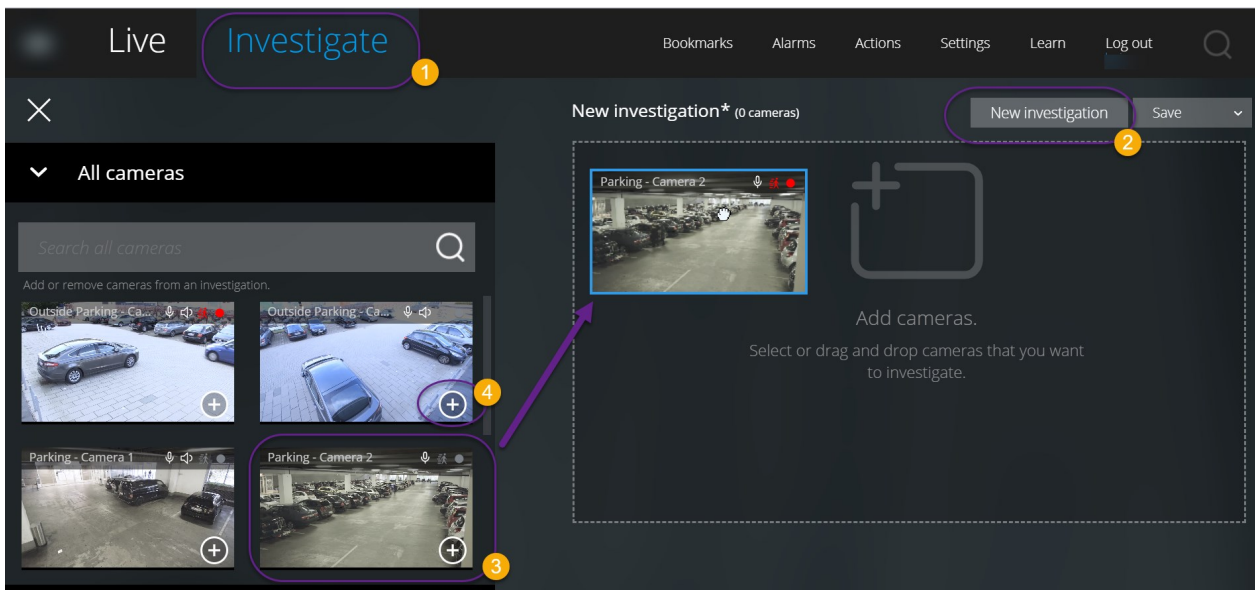 Live Investigate Bookmarks Alarms Actions Settings Learn Log out
1
New investigation* (0 cameras) New investigation Save
2
All cameras
Search all cameras
Add or remove cameras from an investigation.
Outside Parking - Ca... Outside Parking - Ca...
4
Parking - Camera 1 Parking - Camera 2
3
Parking - Camera 2
Add cameras.
Select or drag and drop cameras that you want
to investigate.